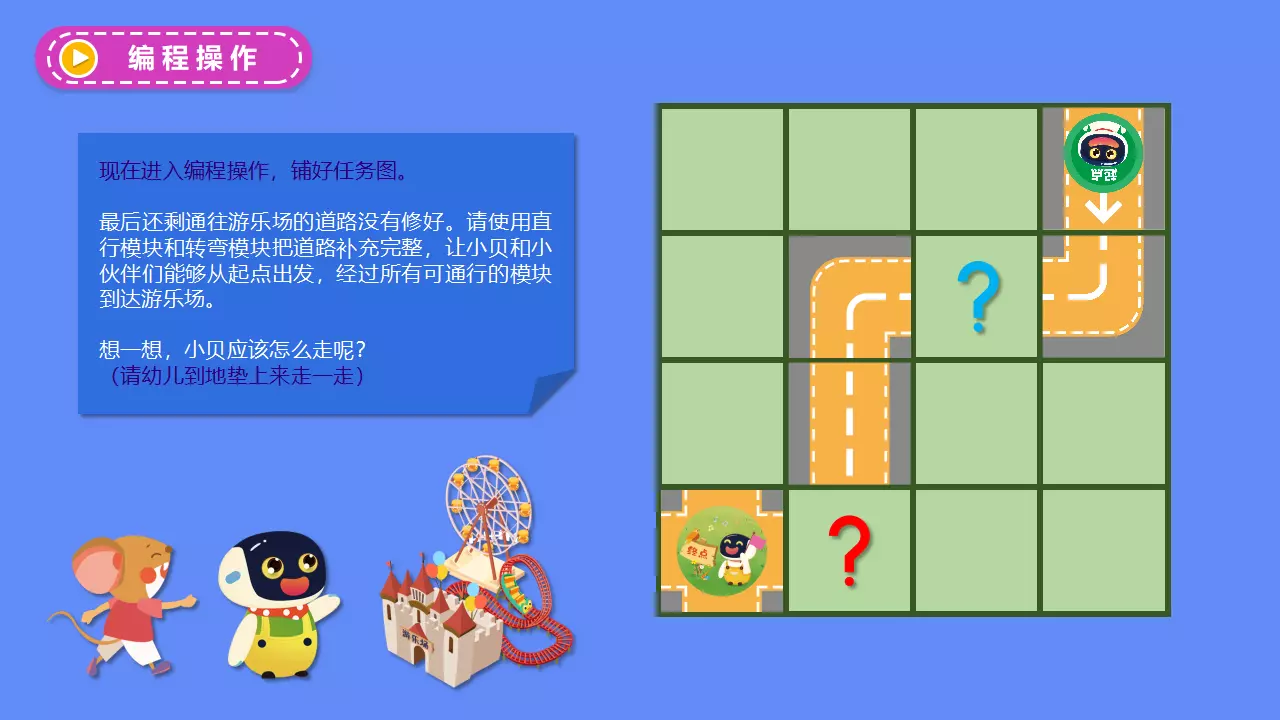 编程操作
现在进入编程操作，铺好任务图。
最后还剩通往游乐场的道路没有修好。请使用直
行模块和转弯模块把道路补充完整，让小贝和小
伙伴们能够从起点出发，经过所有可通行的模块
到达游乐场。
想一想，小贝应该怎么走呢？
（请幼儿到地垫上来走一走）
起点
？
终点
？
游乐场